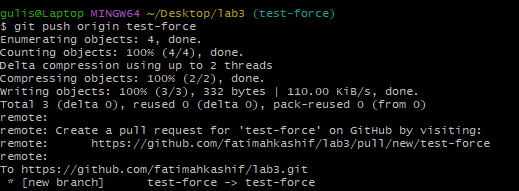 gulis@Laptop MINGW64 ~/Desktop/lab3 (test-force)
$ git push origin test-force
Enumerating objects: 4, done.
Counting objects: 100% (4/4), done.
Delta compression using up to 2 threads
Compressing objects: 100% (2/2), done.
Writing objects: 100% (3/3), 332 bytes | 110.00 KiB/s, done.
Total 3 (delta 0), reused 0 (delta 0), pack-reused 0 (from 0)
remote:
remote: Create a pull request for 'test-force' on GitHub by visiting:
remote:      https://github.com/fatimahkashif/lab3/pull/new/test-force
remote:
To https://github.com/fatimahkashif/lab3.git
 * [new branch]      test-force -> test-force